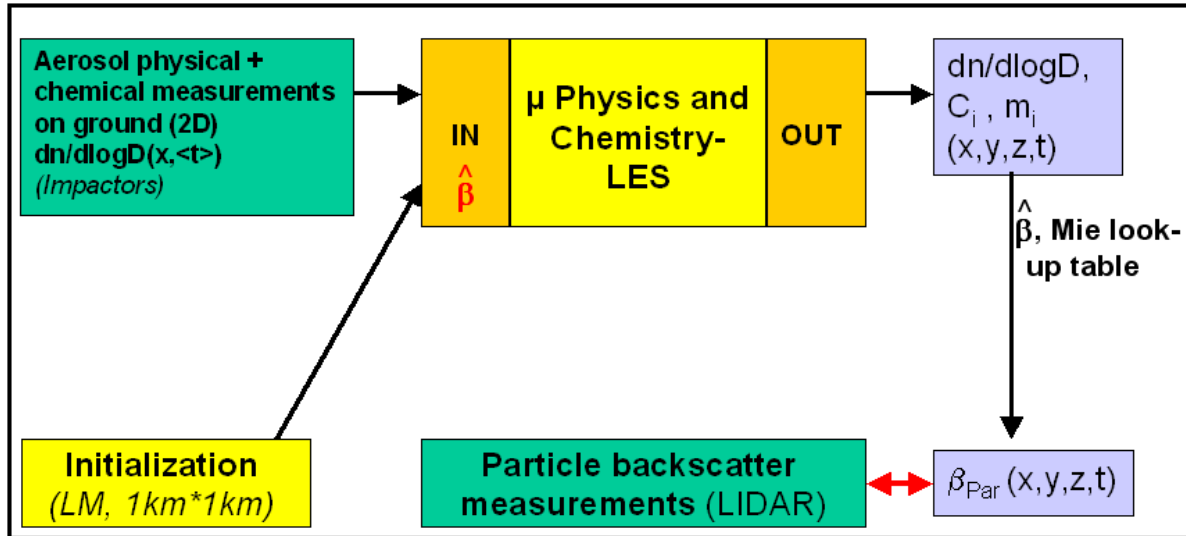 Aerosol physical +
chemical measurements
on ground (2D)
dn/dlogD(x,<t>)
(Impactors)
IN
β̂
µ Physics and
Chemistry-
LES
OUT
dn/dlogD,
Cᵢ , mᵢ
(x,y,z,t)
β̂, Mie look-
up table
Initialization
(LM, 1km*1km)
Particle backscatter
measurements (LIDAR)
βPar (x,y,z,t)